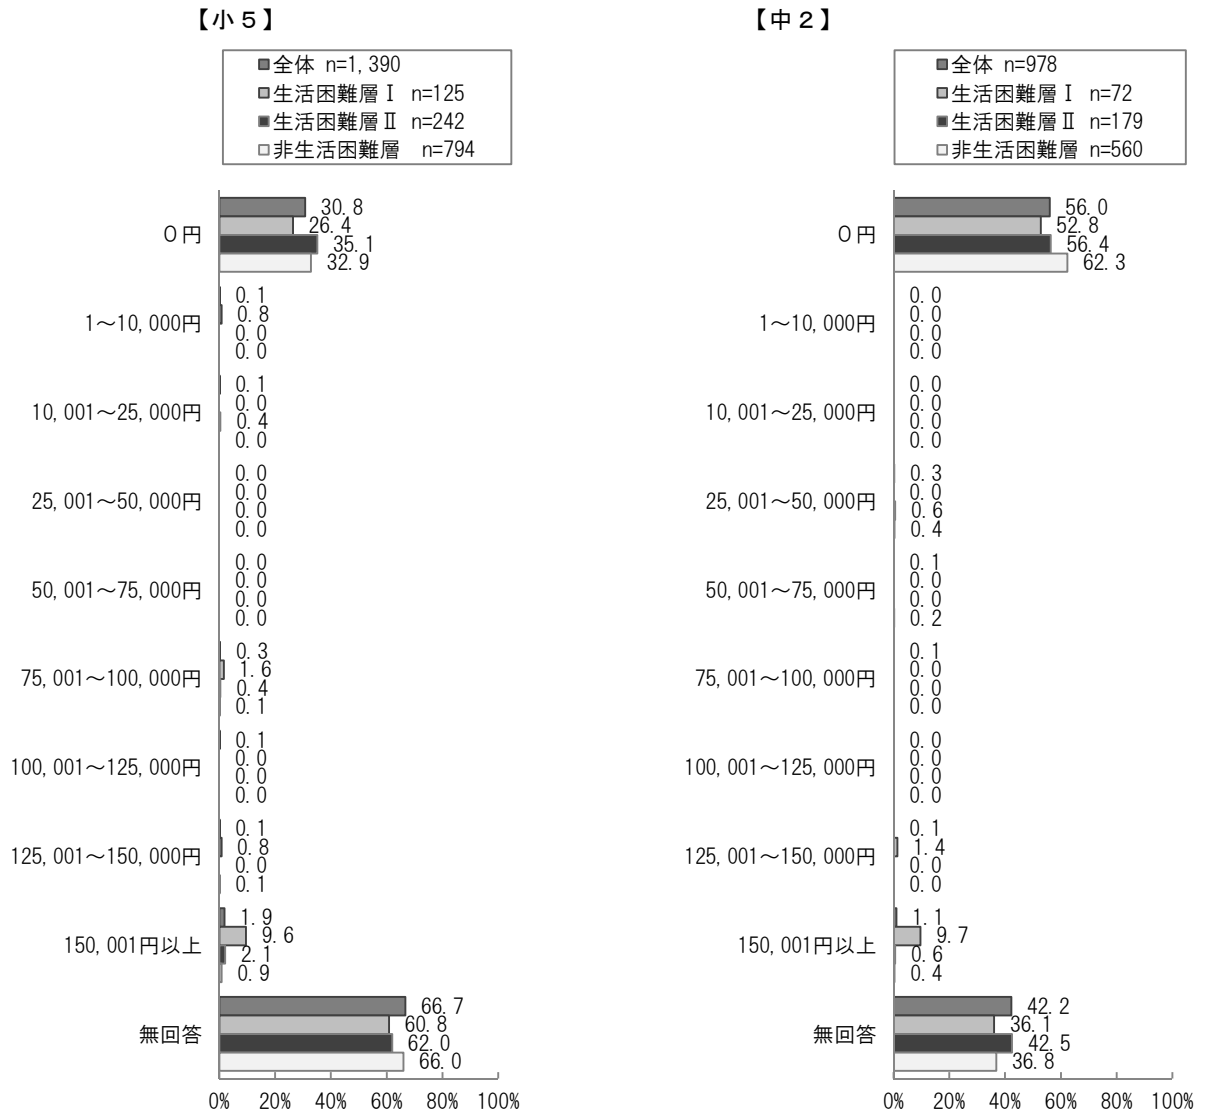 【小５】
全体 n=1,390
生活困難層Ⅰ n=125
生活困難層Ⅱ n=242
非生活困難層 n=794
０円
30.8
26.4
35.1
32.9
1～10,000円
0.1
0.8
0.0
0.0
10,001～25,000円
0.1
0.0
0.4
0.0
25,001～50,000円
0.0
0.0
0.0
0.0
50,001～75,000円
0.0
0.0
0.0
0.0
75,001～100,000円
0.3
1.6
0.4
0.1
100,001～125,000円
0.1
0.0
0.0
0.0
125,001～150,000円
0.1
0.8
0.0
0.1
150,001円以上
1.9
9.6
2.1
0.9
無回答
66.7
60.8
62.0
66.0
0% 20% 40% 60% 80% 100%
【中２】
全体 n=978
生活困難層Ⅰ n=72
生活困難層Ⅱ n=179
非生活困難層 n=560
０円
56.0
52.8
56.4
62.3
1～10,000円
0.0
0.0
0.0
0.0
10,001～25,000円
0.0
0.0
0.0
0.0
25,001～50,000円
0.3
0.0
0.6
0.4
50,001～75,000円
0.1
0.0
0.0
0.2
75,001～100,000円
0.1
0.0
0.0
0.0
100,001～125,000円
0.0
0.0
0.0
0.0
125,001～150,000円
0.1
1.4
0.0
0.0
150,001円以上
1.1
9.7
0.6
0.4
無回答
42.2
36.1
42.5
36.8
0% 20% 40% 60% 80% 100%